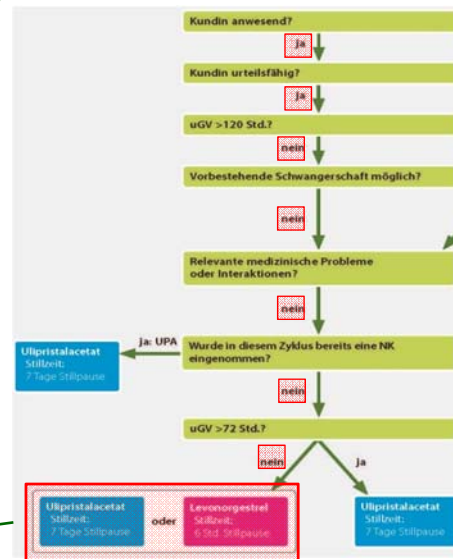 Kundin anwesend?
Ja
Kundin urteilsfähig?
Ja
uGV >120 Std.?
nein
Vorbestehende Schwangerschaft möglich?
nein
Relevante medizinische Probleme
oder Interaktionen?
nein
Ja: UPA
Wurde in diesem Zyklus bereits eine NK
eingenommen?
Ulipristalacetat
Stillzeit:
7 Tage Stillpause
nein
uGV >72 Std.?
nein
Ja
Ulipristalacetat
Stillzeit:
7 Tage Stillpause
oder
Levonorgestrel
Stillzeit:
6 Std. Stillpause
Ulipristalacetat
Stillzeit:
7 Tage Stillpause